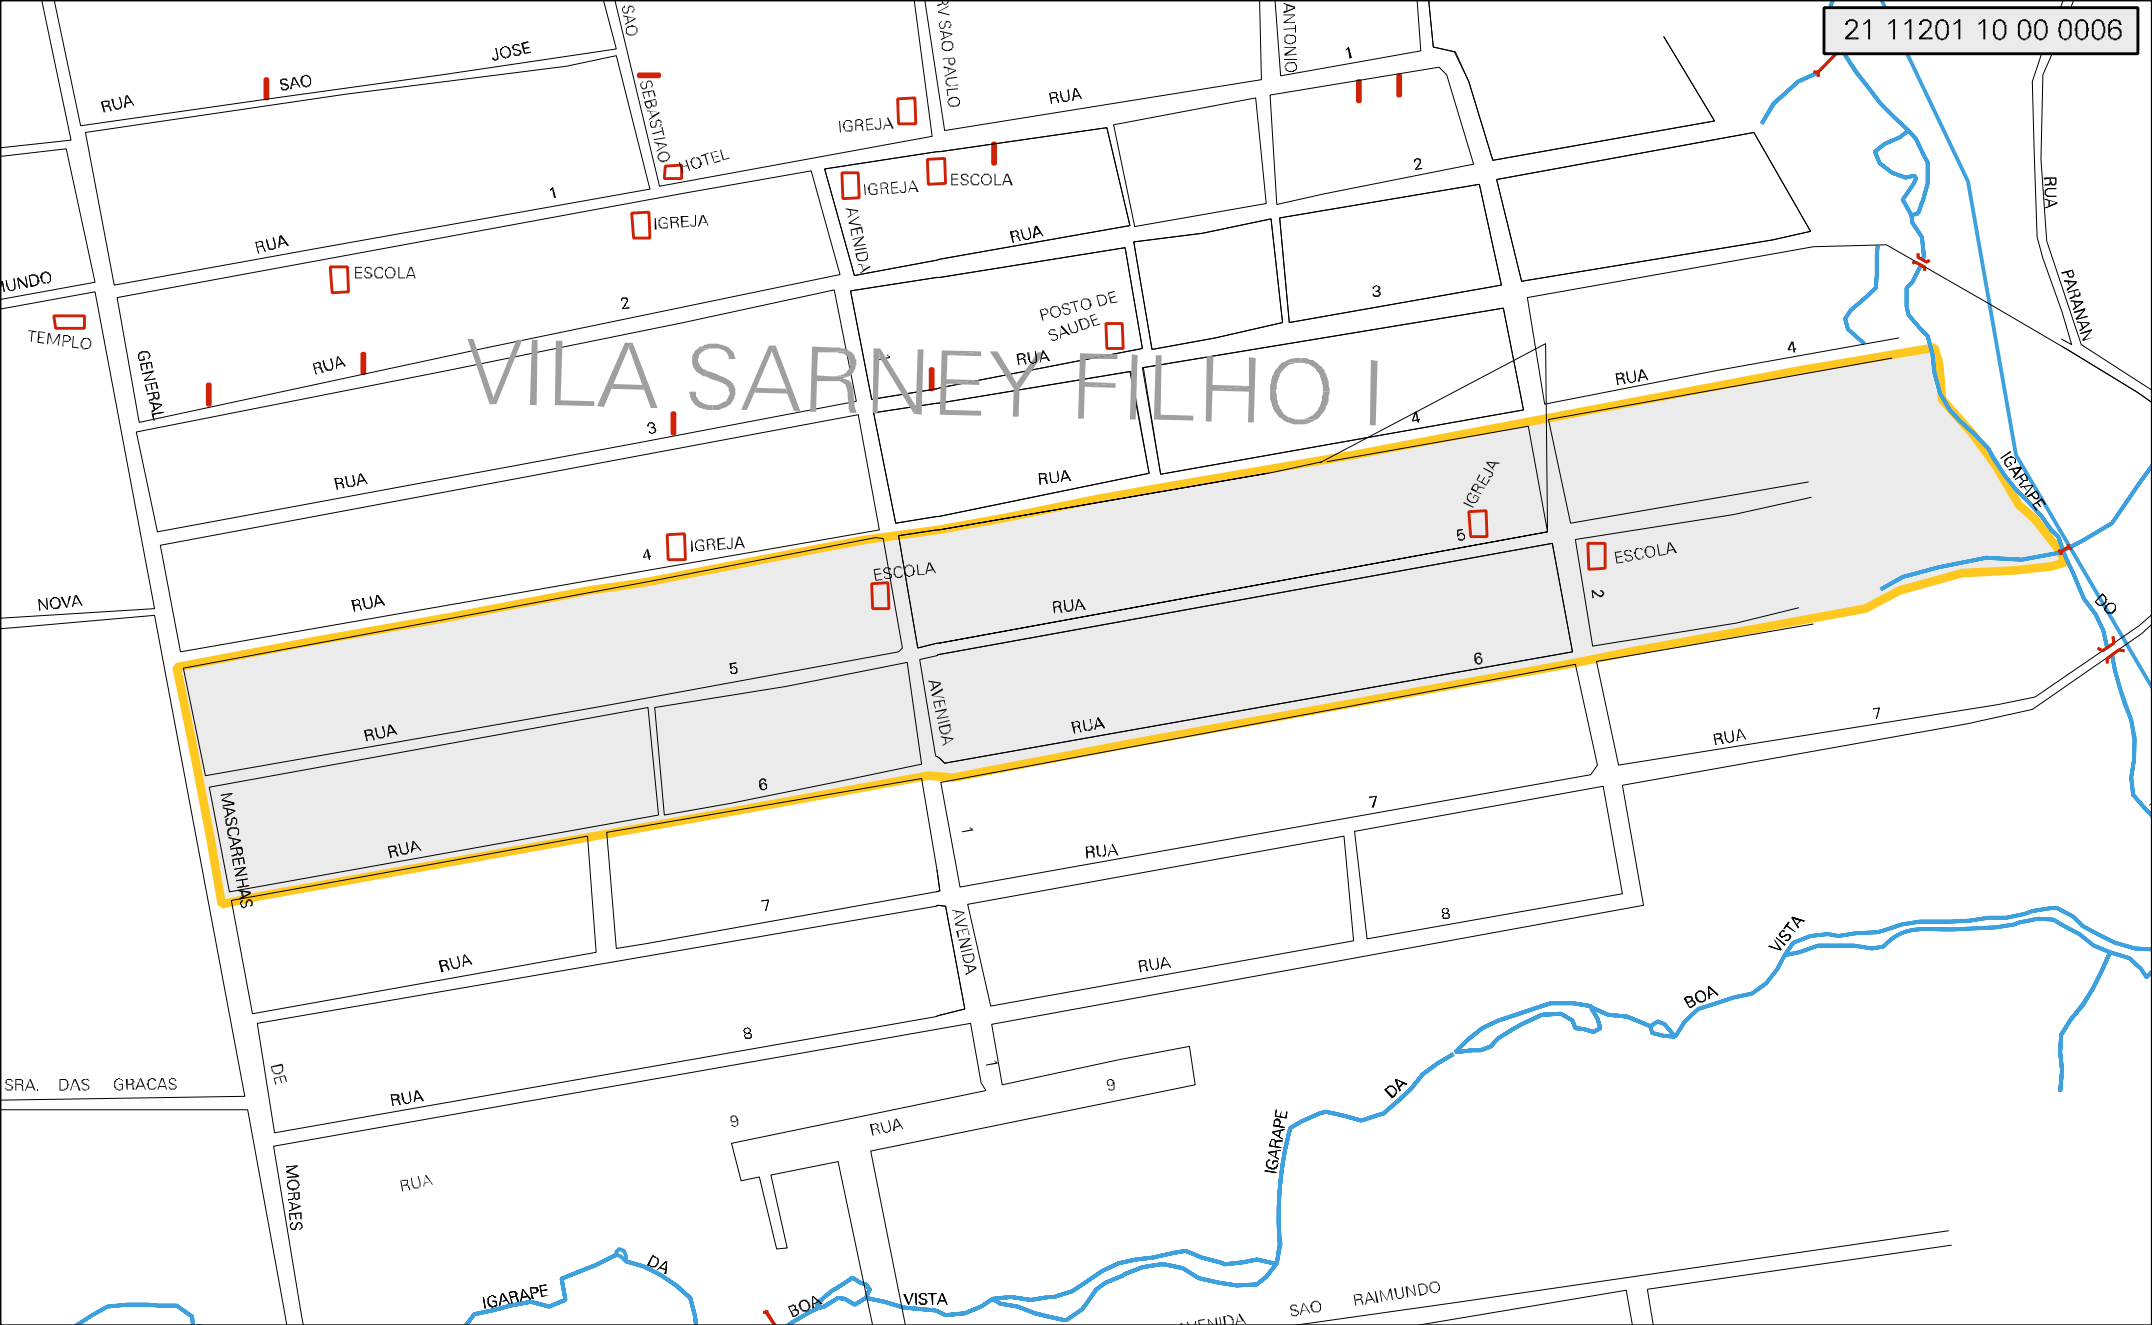 21 11201 10 00 0006
SAO
RV SAO PAULO
ANTONIO
RUA SAO JOSE
SEBASTIAO
RUA 1
IGREJA
HOTEL
IGREJA
ESCOLA
RUA
PARANAN
RUA 1
IGREJA
AVENIDA
RUA 2
ESCOLA
MUNDO
TEMPLO
GENERAL
RUA 2
POSTO DE
SAUDE
RUA 3
1
VILA SARNEY FILHO I
RUA 4
RUA 3
RUA 4
IGREJA
IGARAPE
DO
RUA 4
IGREJA
ESCOLA
ESCOLA
NOVA
RUA 5
2
RUA 5
AVENIDA
RUA 6
RUA 7
MASCARENHAS
RUA 6
1
RUA 7
RUA 7
AVENIDA
RUA 8
VISTA
BOA
DA
IGARAPE
DE
RUA 8
1
SRA. DAS GRACAS
9
RUA 9
MORAES
RUA
IGARAPE
DA
BOA
VISTA
AVENIDA SAO RAIMUNDO